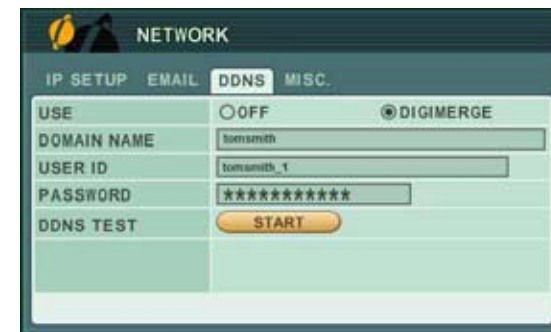 NETWORK
IP SETUP EMAIL DDNS MISC.
USE OFF DIGIMERGE
DOMAIN NAME tomsmith
USER ID tomsmith_1
PASSWORD ***********
DDNS TEST START